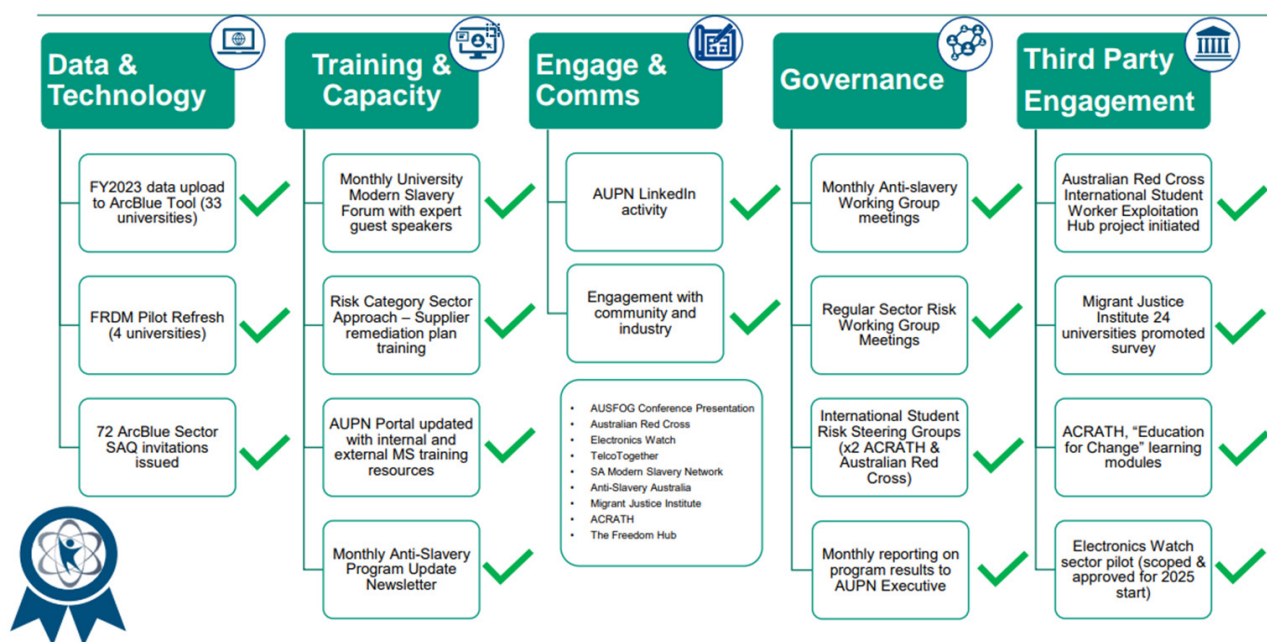 Data &
Technology
FY2023 data upload
to ArcBlue Tool (33
universities)
FRDM Pilot Refresh
(4 universities)
72 ArcBlue Sector
SAQ invitations
issued
Training &
Capacity
Monthly University
Modern Slavery
Forum with expert
guest speakers
Risk Category Sector
Approach – Supplier
remediation plan
training
AUPN Portal updated
with internal and
external MS training
resources
Monthly Anti-Slavery
Program Update
Newsletter
Engage &
Comms
AUPN LinkedIn
activity
Engagement with
community and
industry
• AUSFOG Conference Presentation
• Australian Red Cross
• Electronics Watch
• TelcoTogether
• SA Modern Slavery Network
• Anti-Slavery Australia
• Migrant Justice Institute
• ACRATH
• The Freedom Hub
Governance
Monthly Anti-slavery
Working Group
meetings
Regular Sector Risk
Working Group
Meetings
International Student
Risk Steering Groups
(x2 ACRATH &
Australian Red
Cross)
Monthly reporting on
program results to
AUPN Executive
Third Party
Engagement
Australian Red Cross
International Student
Worker Exploitation
Hub project initiated
Migrant Justice
Institute 24
universities promoted
survey
ACRATH, “Education
for Change” learning
modules
Electronics Watch
sector pilot (scoped &
approved for 2025
start)